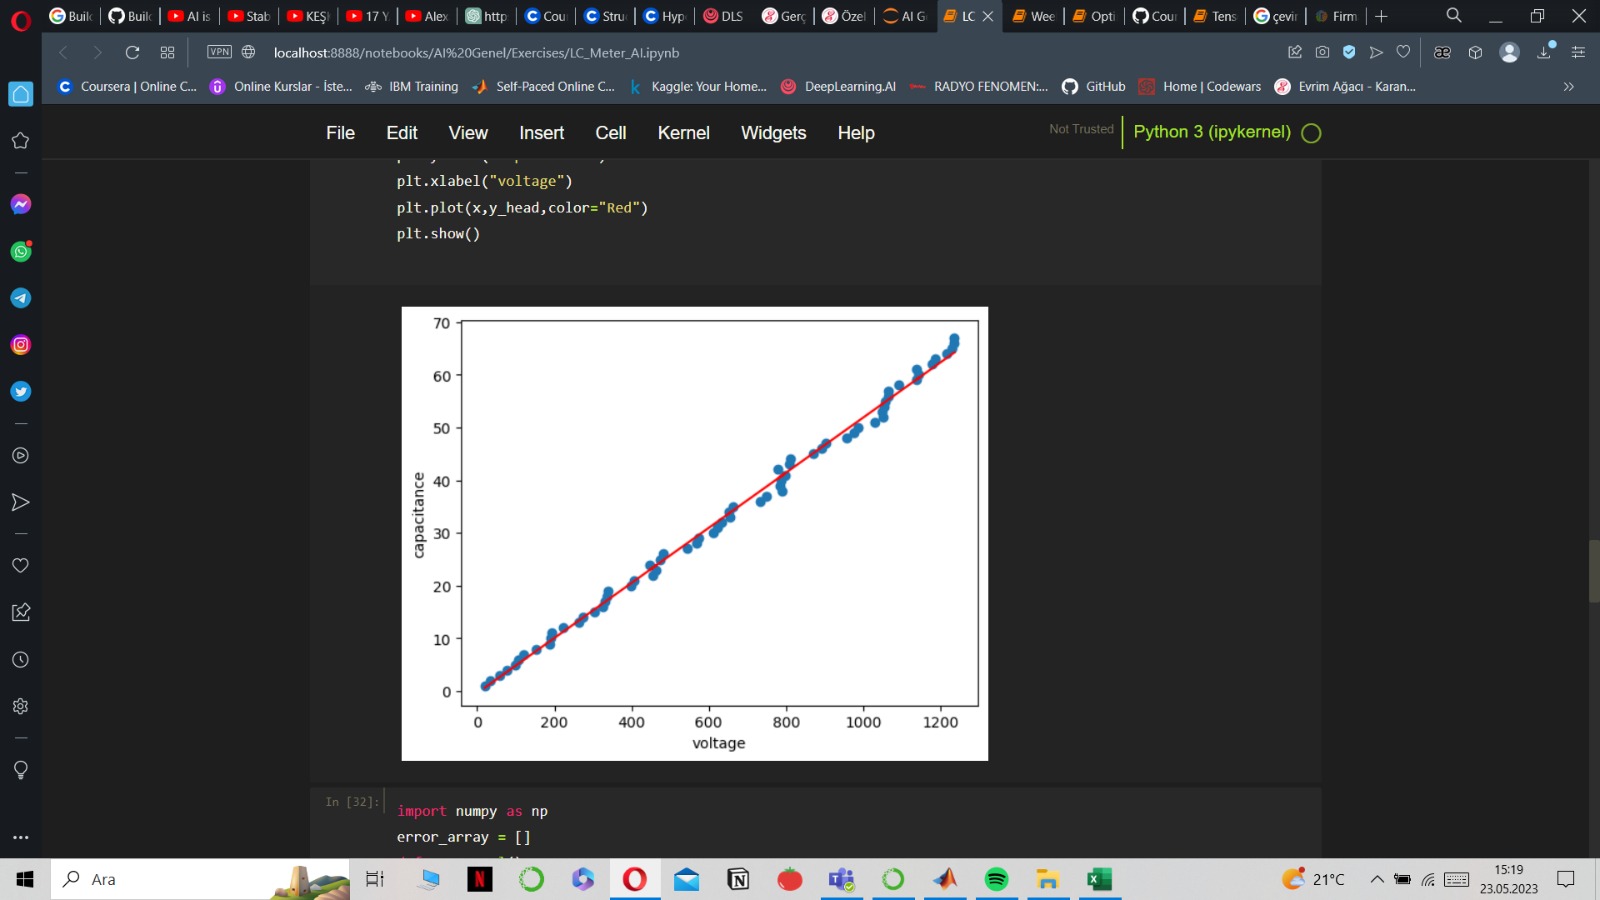 Build
Build
AI is
Stab
KEŞ
17 Y
Alex
http
Cou
Stru
Hyp
DLS
Gerç
Özel
AI G
LC
Wee
Opti
Cour
Tens
çevir
Firm
VPN
localhost:8888/notebooks/AI%20Genel/Exercises/LC_Meter_AI.ipynb
Coursera | Online C...
Online Kurslar - İste...
IBM Training
Self-Paced Online C...
Kaggle: Your Home...
DeepLearning.AI
RADYO FENOMEN:...
GitHub
Home | Codewars
Evrim Ağacı - Karan...
File Edit View Insert Cell Kernel Widgets Help
Not Trusted
Python 3 (ipykernel)
plt.xlabel("voltage")
plt.plot(x,y_head,color="Red")
plt.show()
70
60
50
40
30
20
10
0
capacitance
0 200 400 600 800 1000 1200
voltage
In [32]:
import numpy as np
error_array = []
Ara
21°C
15:19
23.05.2023